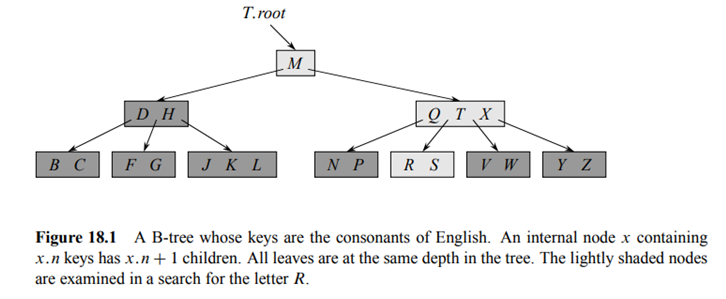 T.root
M
D H
Q T X
B C
F G
J K L
N P
R S
V W
Y Z
Figure 18.1 A B-tree whose keys are the consonants of English. An internal node x containing
x.n keys has x.n + 1 children. All leaves are at the same depth in the tree. The lightly shaded nodes
are examined in a search for the letter R.